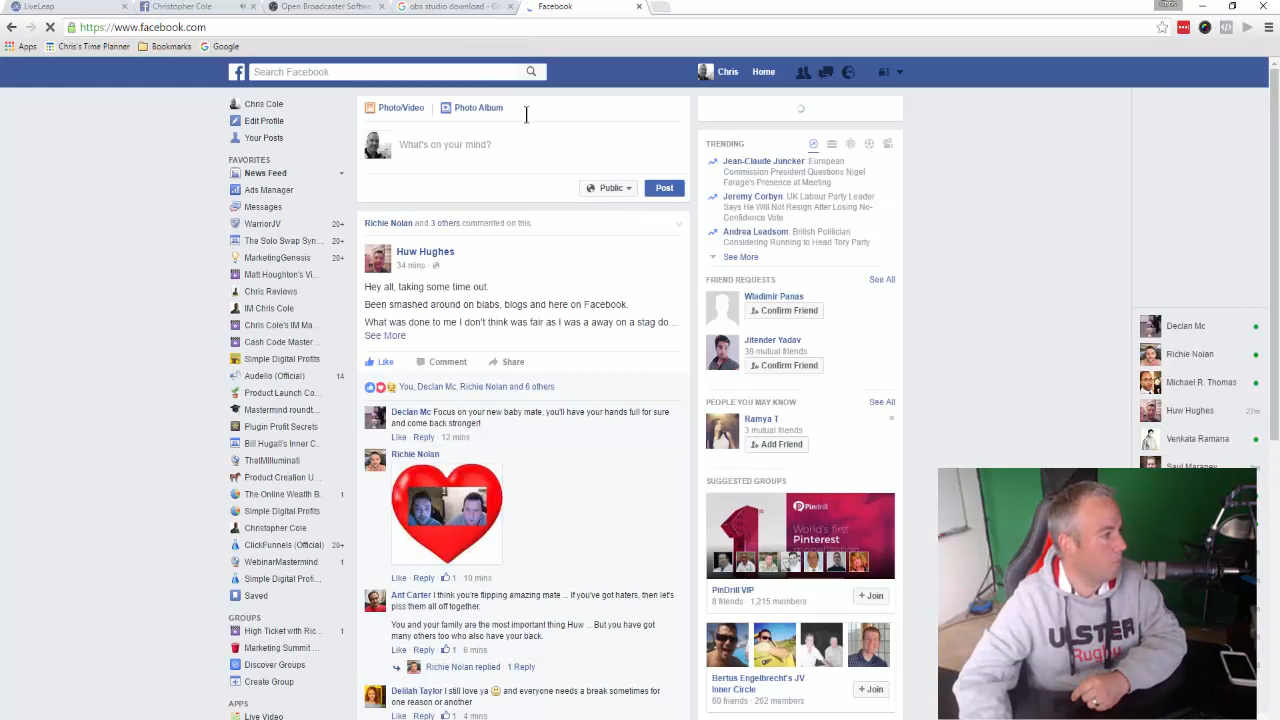 LiveLeap
Christopher Cole
Open Broadcaster Softwa
obs studio download - Go
Facebook
Chris
https://www.facebook.com
Apps
Chris's Time Planner
Bookmarks
Google
Search Facebook
Chris
Home
Chris Cole
Edit Profile
Your Posts
FAVORITES
News Feed
Ads Manager
Messages
WarriorJV 20+
The Solo Swap Syn... 20+
MarketingGenesis 20+
Matt Houghton's Vi...
Chris Reviews
IM Chris Cole
Chris Cole's IM Ma...
Cash Code Master...
Simple Digital Profits
Audello (Official) 14
Product Launch Co...
Mastermind roundt...
Plugin Profit Secrets
Bill Hugall's Inner C...
TheIMIlluminati
Product Creation U...
The Online Wealth B... 1
Simple Digital Profits
Christopher Cole
ClickFunnels (Official) 20+
WebinarMastermind 1
Simple Digital Profi... 1
Saved
GROUPS
High Ticket with Ric... 1
Marketing Summit ...
Discover Groups
Create Group
APPS
Live Video
Photo/Video
Photo Album
What's on your mind?
Public
Post
Richie Nolan and 3 others commented on this.
Huw Hughes
34 mins ·
Hey all, taking some time out.
Been smashed around on blabs, blogs and here on Facebook.
What was done to me I don't think was fair as I was a away on a stag do ...
See More
Like
Comment
Share
You, Declan Mc, Richie Nolan and 6 others
Declan Mc Focus on your new baby mate, you'll have your hands full for sure
and come back stronger!
Like · Reply · 12 mins
Richie Nolan
Like · Reply · 1 · 10 mins
Ant Carter I think you're flipping amazing mate ... If you've got haters, then let's
piss them all off together.
You and your family are the most important thing Huw ... But you have got
many others too who also have your back.
Like · Reply · 1 · 6 mins
Richie Nolan replied · 1 Reply
Delilah Taylor I still love ya and everyone needs a break sometimes for
one reason or another
Like · Reply · 1 · 4 mins
TRENDING
Jean-Claude Juncker: European
Commission President Questions Nigel
Farage's Presence at Meeting
Jeremy Corbyn: UK Labour Party Leader
Says He Will Not Resign After Losing No-
Confidence Vote
Andrea Leadsom: British Politician
Considering Running to Head Tory Party
See More
FRIEND REQUESTS
See All
Wladimir Panas
Confirm Friend
Jitender Yadav
39 mutual friends
Confirm Friend
PEOPLE YOU MAY KNOW
See All
Ramya T
3 mutual friends
Add Friend
SUGGESTED GROUPS
Pindrill
World's first
Pinterest
PinDrill VIP
8 friends · 1,215 members
Join
Bertus Engelbrecht's JV
Inner Circle
60 friends · 262 members
Join
Declan Mc
Richie Nolan
Michael R. Thomas
Huw Hughes 27m
Venkata Ramana
ULSTER
Rugby